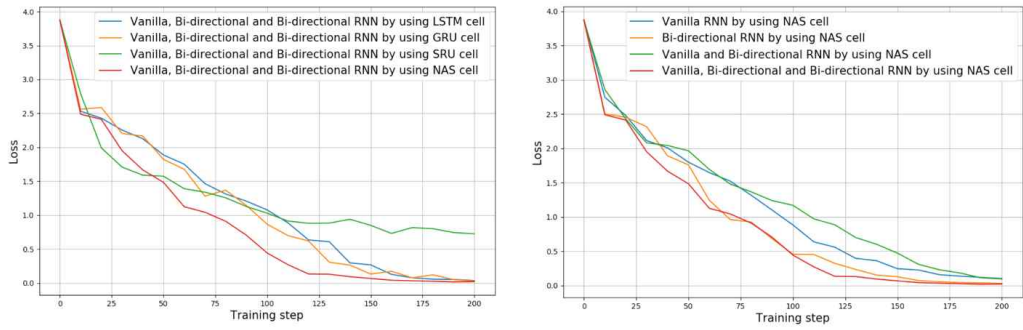 Vanilla, Bi-directional and Bi-directional RNN by using LSTM cell
Vanilla, Bi-directional and Bi-directional RNN by using GRU cell
Vanilla, Bi-directional and Bi-directional RNN by using SRU cell
Vanilla, Bi-directional and Bi-directional RNN by using NAS cell
4.0
3.5
3.0
2.5
2.0
1.5
1.0
0.5
0.0
Loss
0 25 50 75 100 125 150 175 200
Training step
Vanilla RNN by using NAS cell
Bi-directional RNN by using NAS cell
Vanilla and Bi-directional RNN by using NAS cell
Vanilla, Bi-directional and Bi-directional RNN by using NAS cell
4.0
3.5
3.0
2.5
2.0
1.5
1.0
0.5
0.0
Loss
0 25 50 75 100 125 150 175 200
Training step